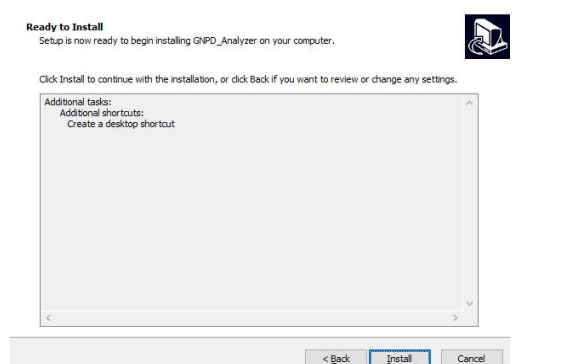 Ready to Install
Setup is now ready to begin installing GNPD_Analyzer on your computer.
Click Install to continue with the installation, or click Back if you want to review or change any settings.
Additional tasks:
Additional shortcuts:
Create a desktop shortcut
< Back
Install
Cancel